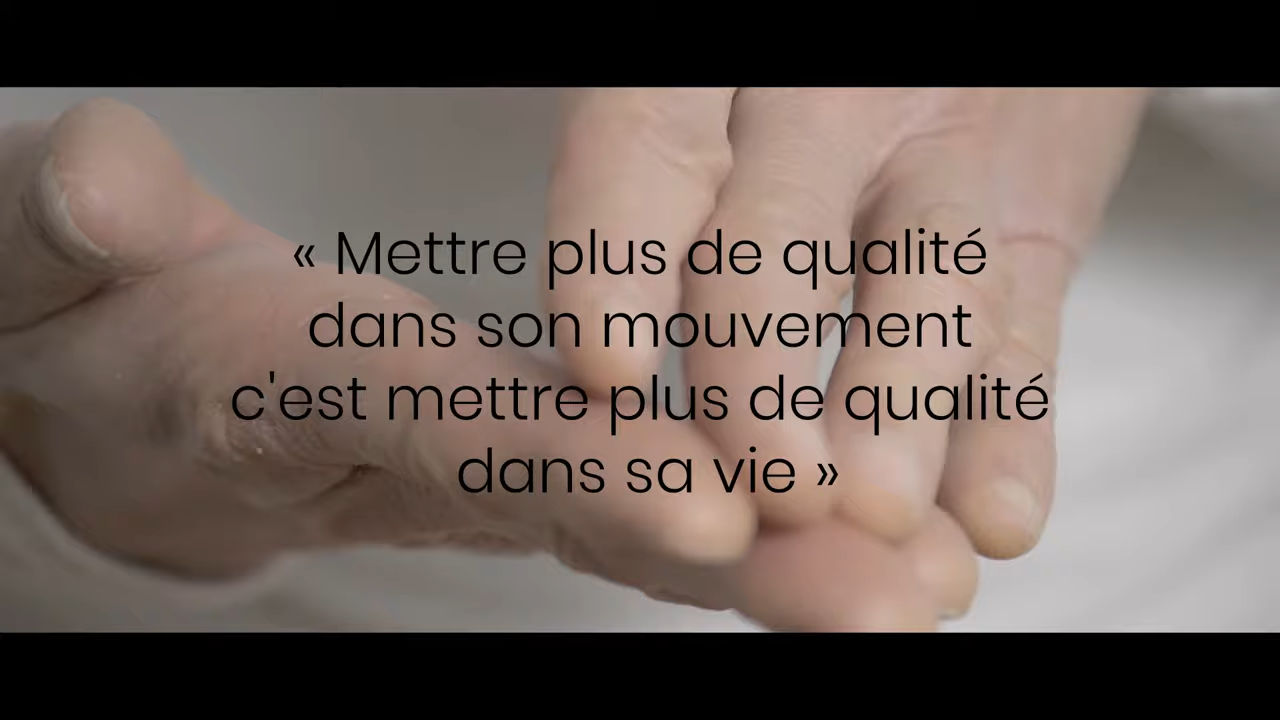 « Mettre plus de qualité
dans son mouvement
c'est mettre plus de qualité
dans sa vie »